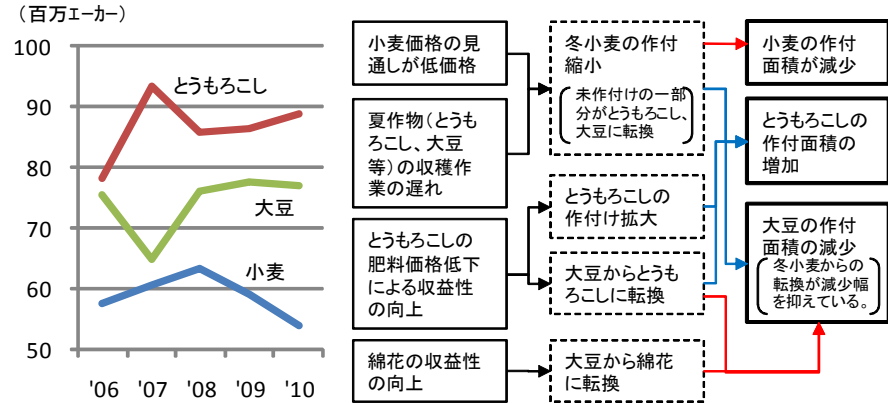 （百万ｴｰｶｰ）
100
90
80
70
60
50
'06 '07 '08 '09 '10
とうもろこし
大豆
小麦
小麦価格の見
通しが低価格
夏作物（とうも
ろこし、大豆
等）の収穫作
業の遅れ
とうもろこしの
肥料価格低下
による収益性
の向上
綿花の収益性
の向上
冬小麦の作付
縮小
未作付けの一部
分がとうもろこし、
大豆に転換
とうもろこしの
作付け拡大
大豆からとうも
ろこしに転換
大豆から綿花
に転換
小麦の作付
面積が減少
とうもろこしの
作付面積の
増加
大豆の作付
面積の減少
冬小麦からの
転換が減少幅
を抑えている。